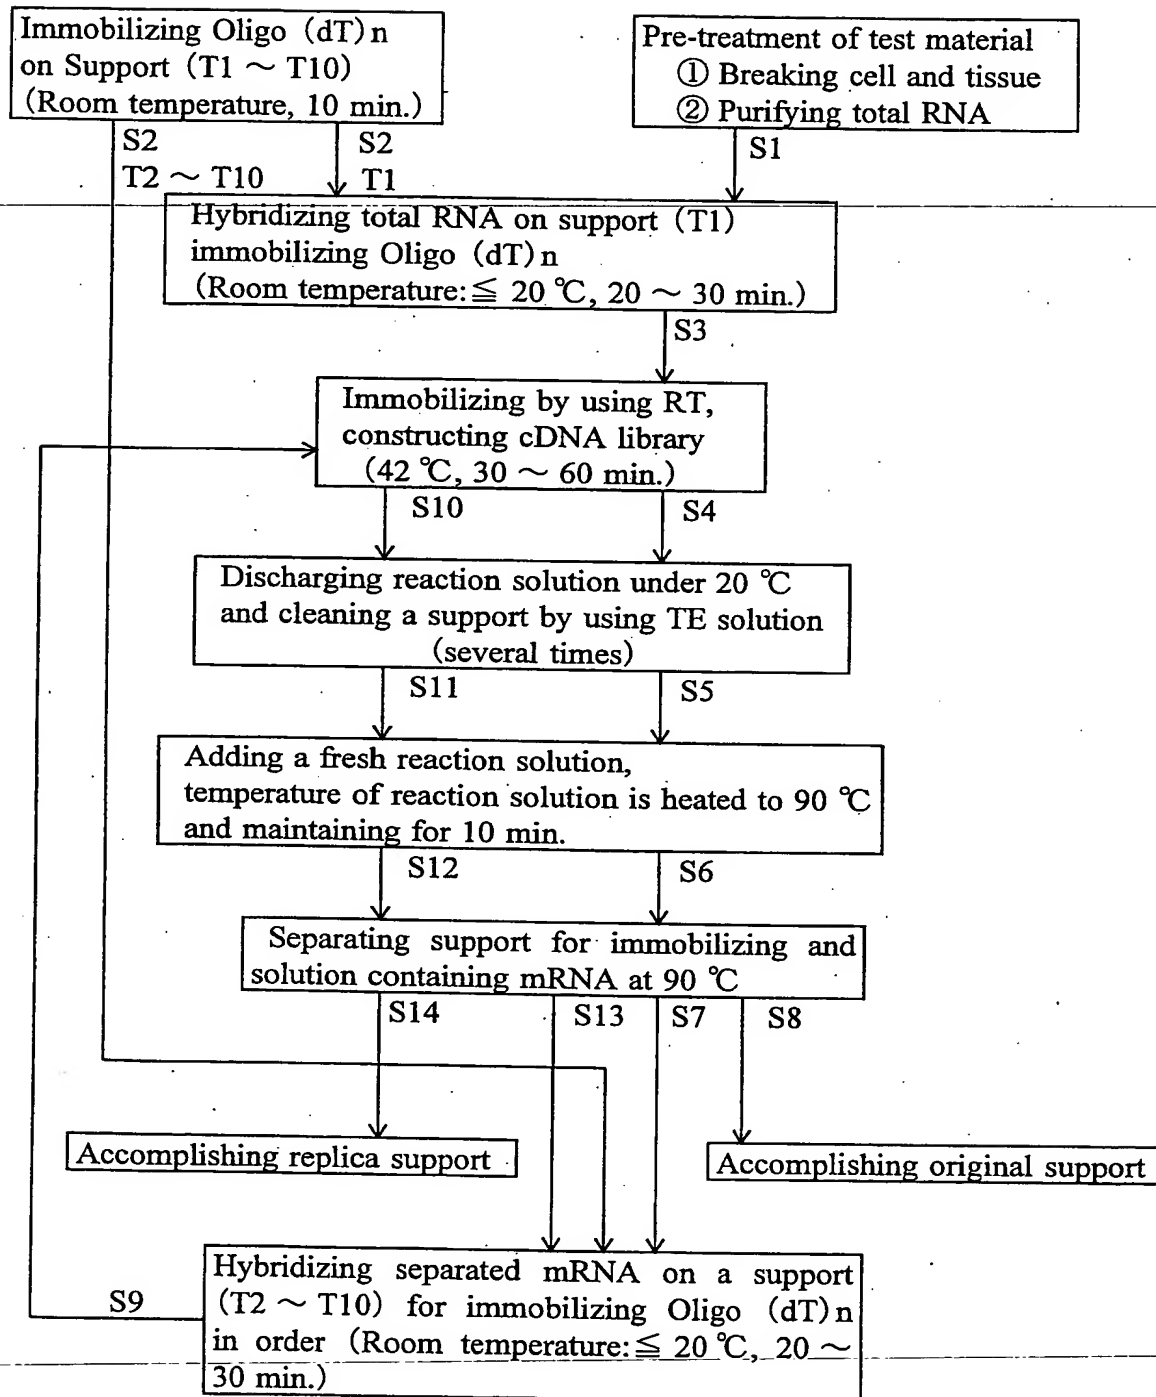 Immobilizing Oligo (dT)n
on Support (T1 ~ T10)
(Room temperature, 10 min.)
Pre-treatment of test material
① Breaking cell and tissue
② Purifying total RNA
S2
T2 ~ T10
S2
T1
S1
Hybridizing total RNA on support (T1)
immobilizing Oligo (dT)n
(Room temperature:≦ 20 ℃, 20 ~ 30 min.)
S3
Immobilizing by using RT,
constructing cDNA library
(42 ℃, 30 ~ 60 min.)
S10
S4
Discharging reaction solution under 20 ℃
and cleaning a support by using TE solution
(several times)
S11
S5
Adding a fresh reaction solution,
temperature of reaction solution is heated to 90 ℃
and maintaining for 10 min.
S12
S6
Separating support for immobilizing and
solution containing mRNA at 90 ℃
S14
S13
S7
S8
Accomplishing replica support
Accomplishing original support
S9
Hybridizing separated mRNA on a support
(T2 ~ T10) for immobilizing Oligo (dT)n
in order (Room temperature:≦ 20 ℃, 20 ~
30 min.)